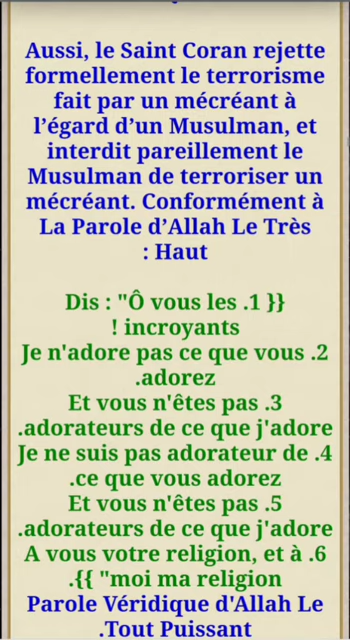 Aussi, le Saint Coran rejette
formellement le terrorisme
fait par un mécréant à
l’égard d’un Musulman, et
interdit pareillement le
Musulman de terroriser un
mécréant. Conformément à
La Parole d’Allah Le Très
: Haut
Dis : "Ô vous les .1 }}
! incroyants
Je n'adore pas ce que vous .2
.adorez
Et vous n'êtes pas .3
.adorateurs de ce que j'adore
Je ne suis pas adorateur de .4
.ce que vous adorez
Et vous n'êtes pas .5
.adorateurs de ce que j'adore
A vous votre religion, et à .6
.{{ "moi ma religion
Parole Véridique d'Allah Le
.Tout Puissant